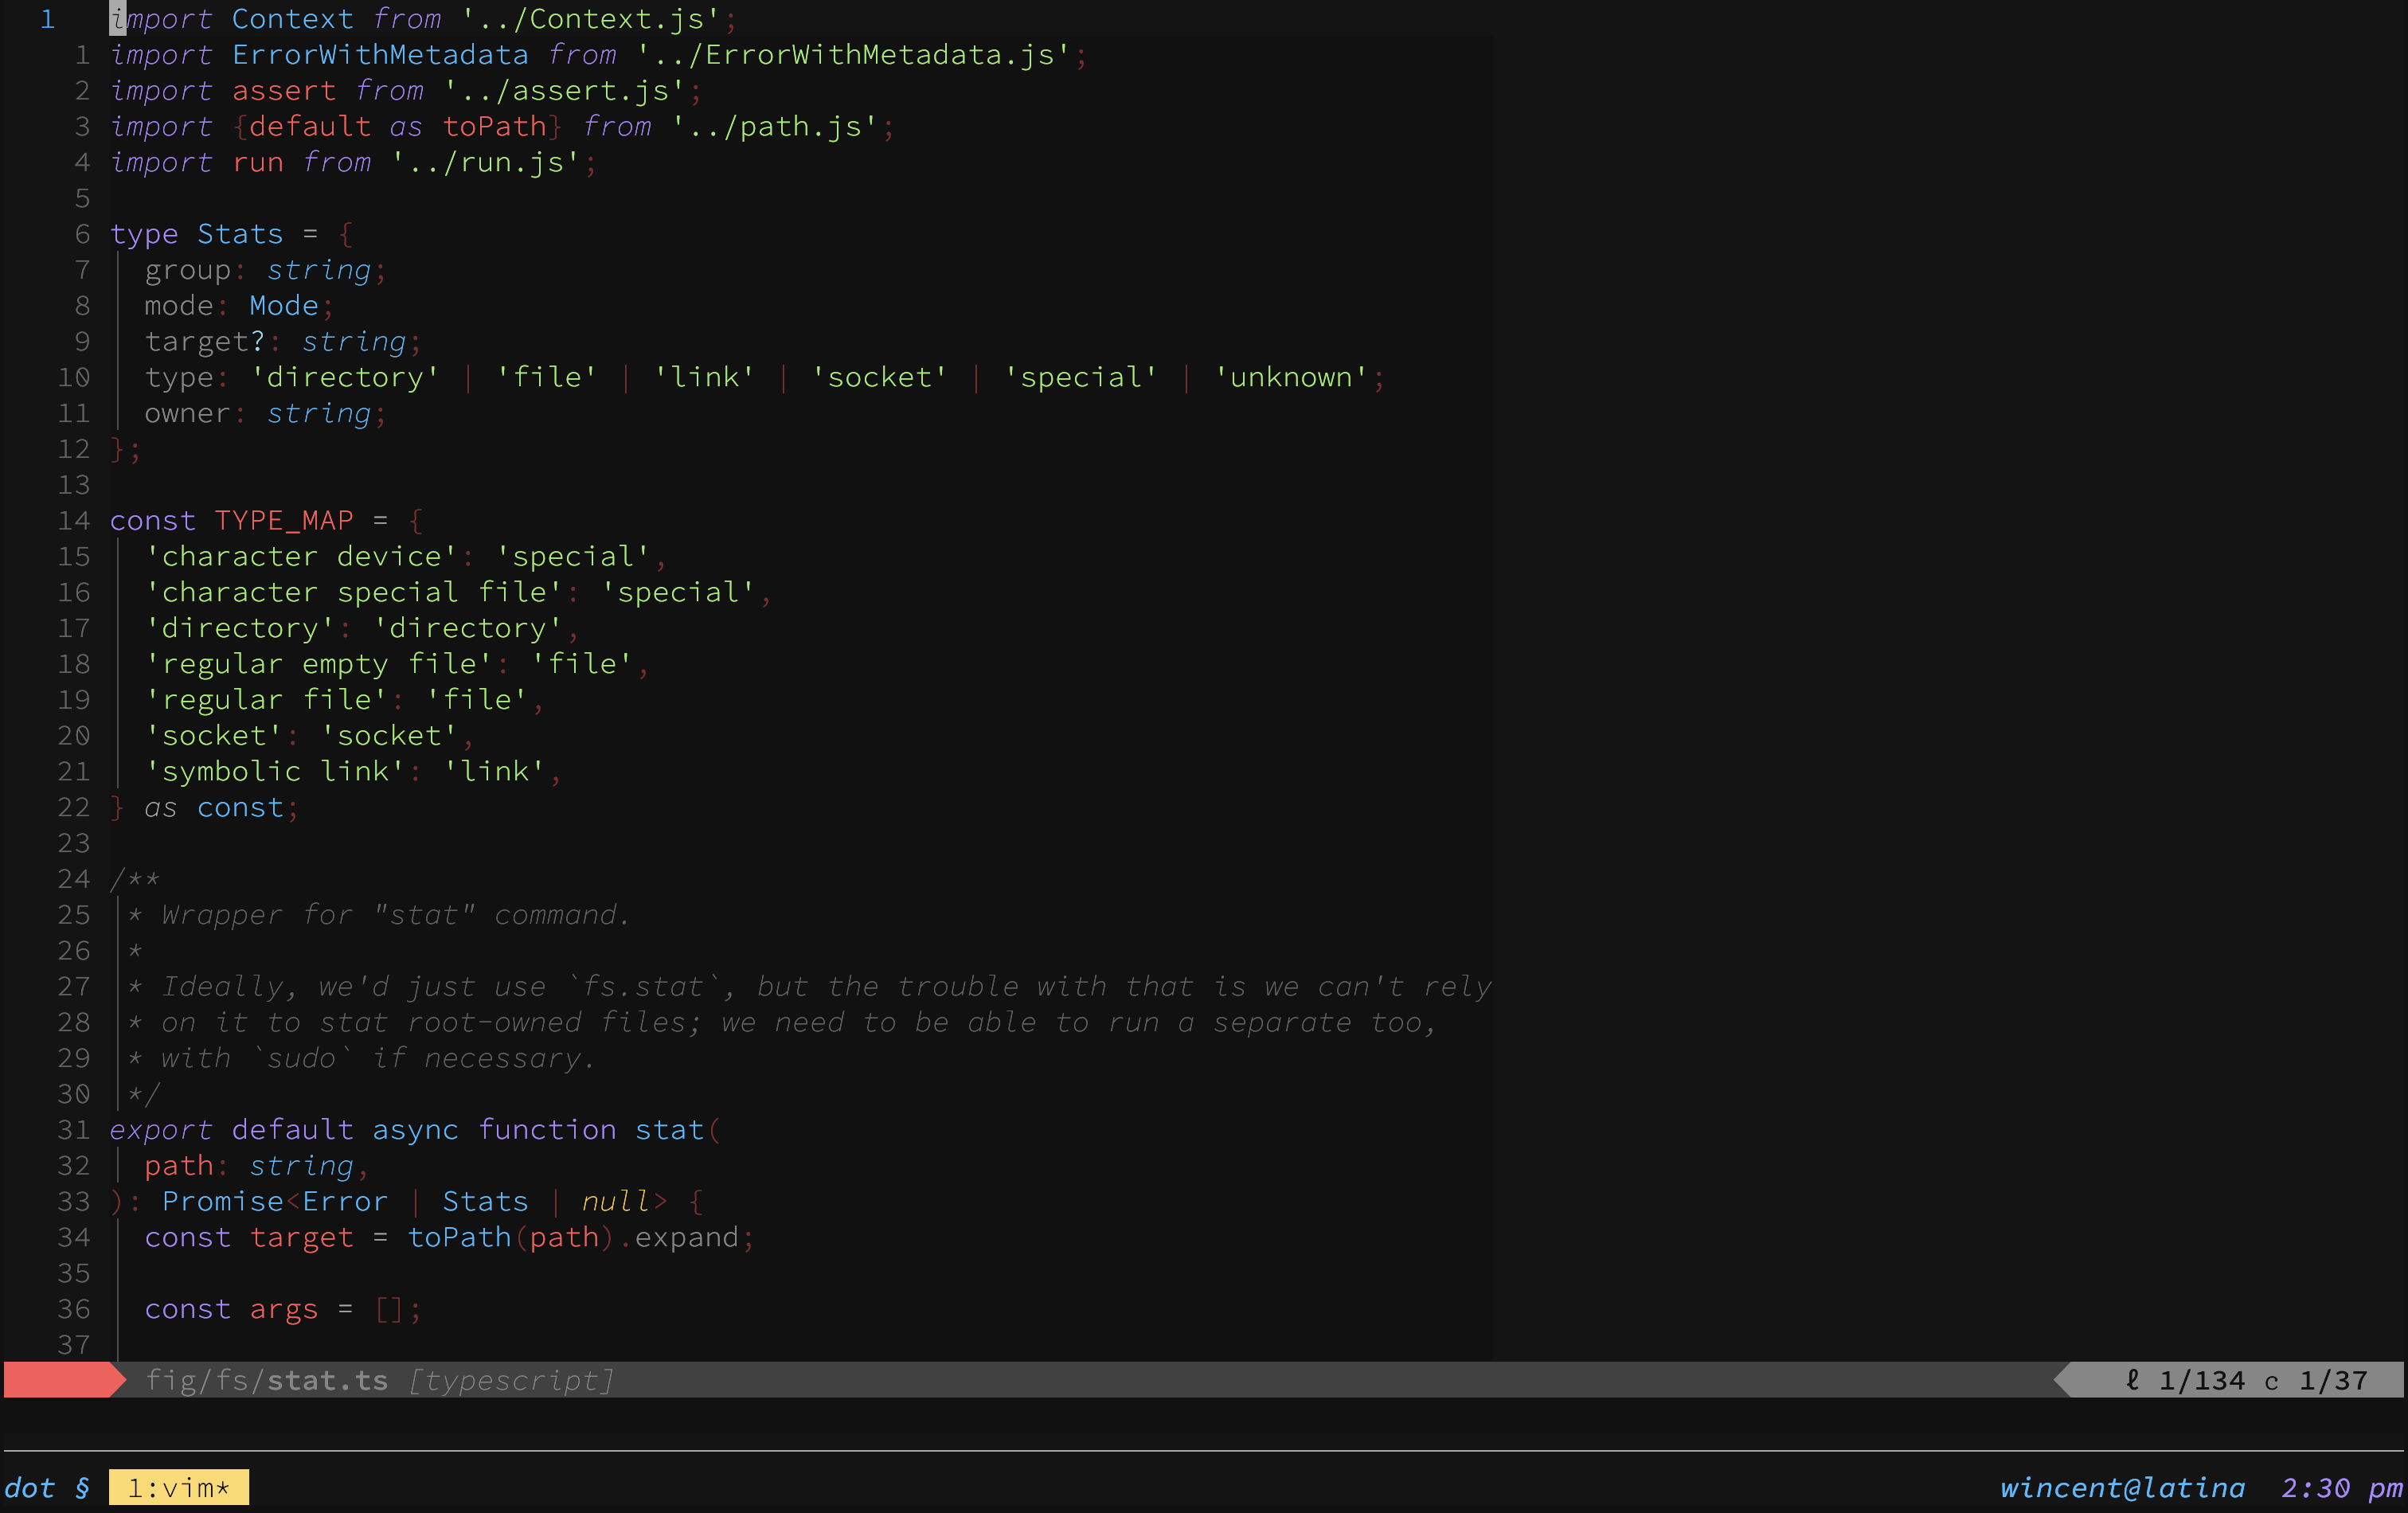 1 import Context from '../Context.js';
1 import ErrorWithMetadata from '../ErrorWithMetadata.js';
2 import assert from '../assert.js';
3 import {default as toPath} from '../path.js';
4 import run from '../run.js';
5
6 type Stats = {
7 group: string;
8 mode: Mode;
9 target?: string;
10 type: 'directory' | 'file' | 'link' | 'socket' | 'special' | 'unknown';
11 owner: string;
12 };
13
14 const TYPE_MAP = {
15 'character device': 'special',
16 'character special file': 'special',
17 'directory': 'directory',
18 'regular empty file': 'file',
19 'regular file': 'file',
20 'socket': 'socket',
21 'symbolic link': 'link',
22 } as const;
23
24 /**
25 * Wrapper for "stat" command.
26 *
27 * Ideally, we'd just use `fs.stat`, but the trouble with that is we can't rely
28 * on it to stat root-owned files; we need to be able to run a separate too,
29 * with `sudo` if necessary.
30 */
31 export default async function stat(
32 path: string,
33 ): Promise<Error | Stats | null> {
34 const target = toPath(path).expand;
35
36 const args = [];
37
fig/fs/stat.ts [typescript] ℓ 1/134 c 1/37
dot § 1:vim* wincent@latina 2:30 pm